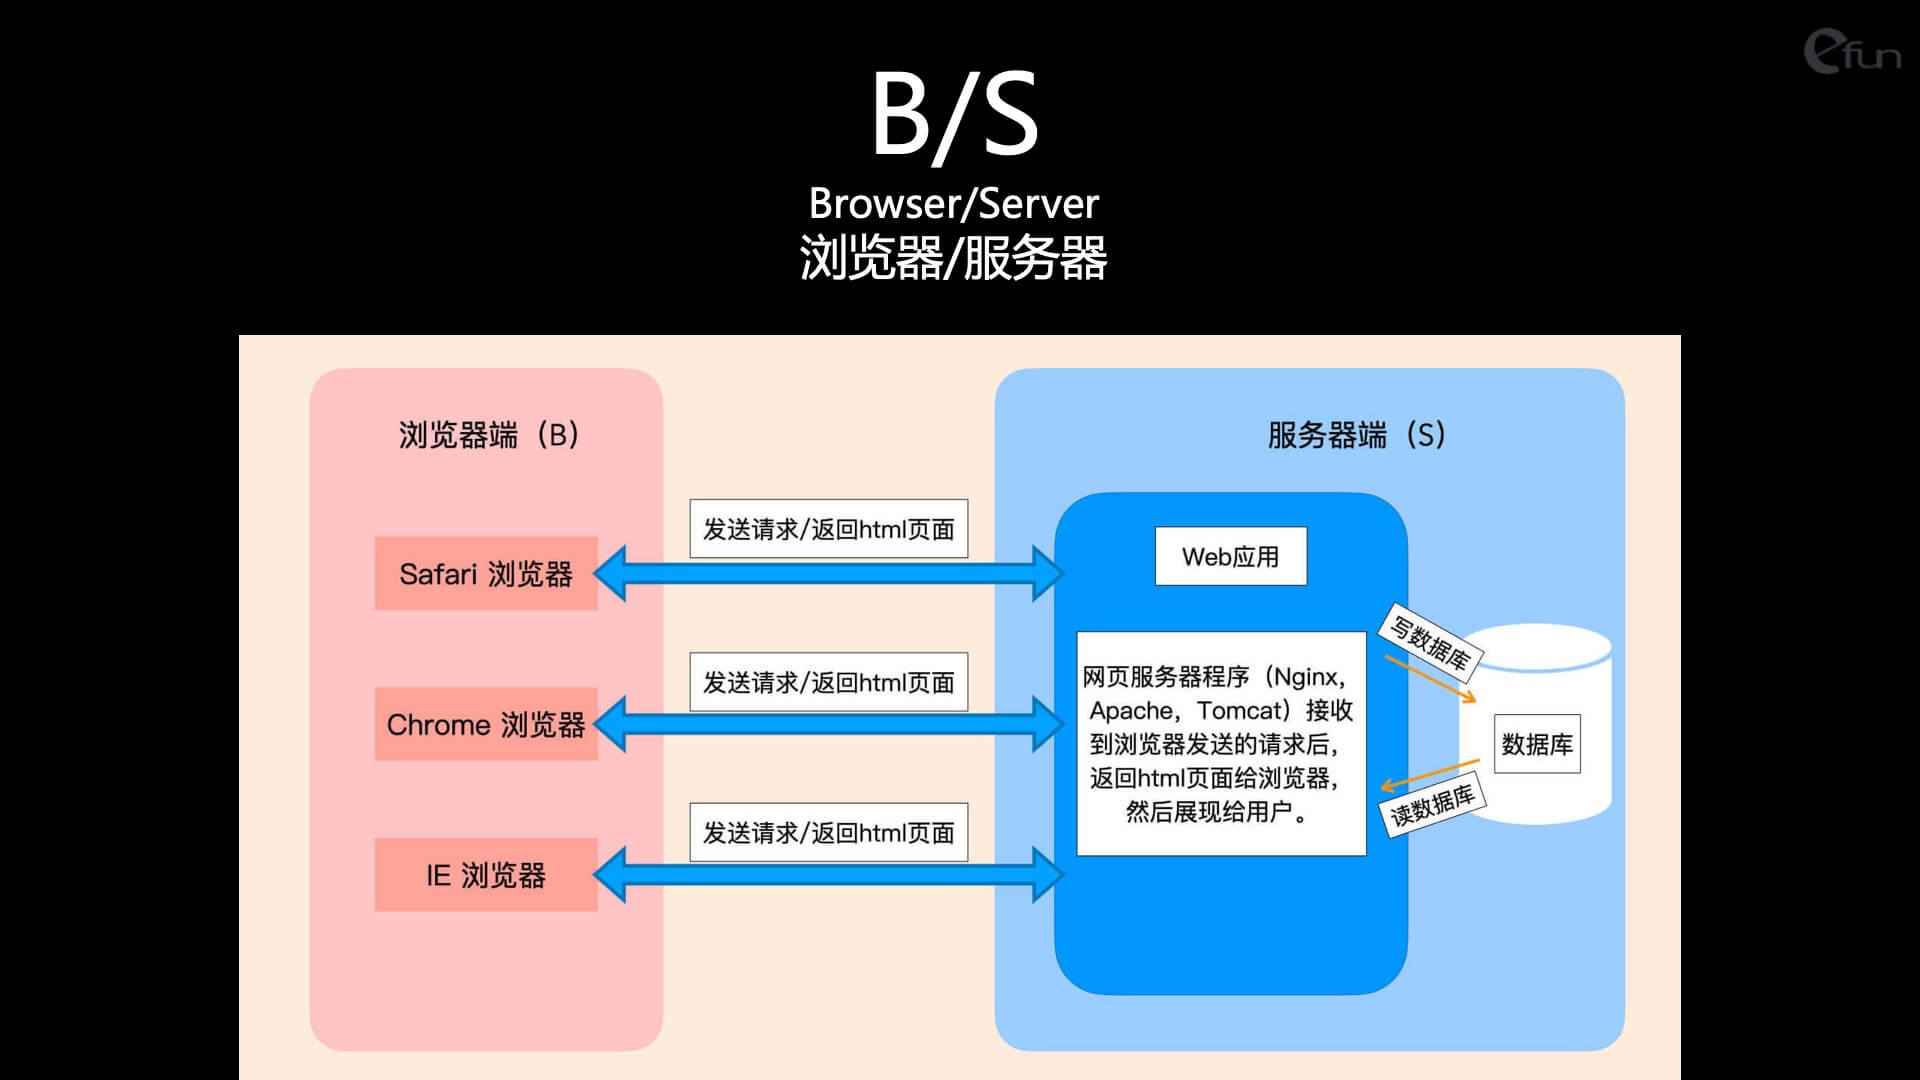 efun
B/S
Browser/Server
浏览器/服务器
浏览器端（B）
服务器端（S）
发送请求/返回html页面
Safari 浏览器
Web应用
写数据库
发送请求/返回html页面
Chrome 浏览器
网页服务器程序（Nginx，
Apache，Tomcat）接收
到浏览器发送的请求后，
返回html页面给浏览器，
然后展现给用户。
数据库
读数据库
发送请求/返回html页面
IE 浏览器